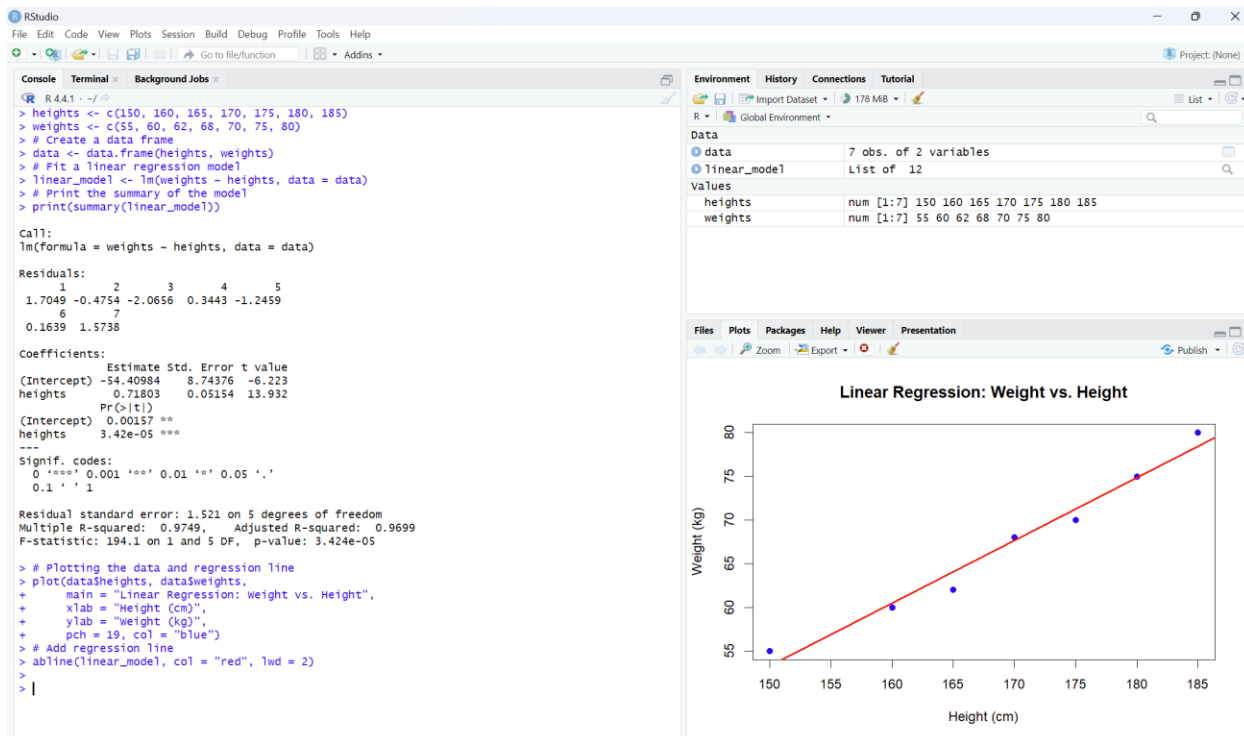 RStudio
File Edit Code View Plots Session Build Debug Profile Tools Help
Go to file/function
Addins
Project: (None)
Console Terminal Background Jobs
R 4.4.1 · ~/
> heights <- c(150, 160, 165, 170, 175, 180, 185)
> weights <- c(55, 60, 62, 68, 70, 75, 80)
> # Create a data frame
> data <- data.frame(heights, weights)
> # Fit a linear regression model
> linear_model <- lm(weights ~ heights, data = data)
> # Print the summary of the model
> print(summary(linear_model))
Call:
lm(formula = weights ~ heights, data = data)
Residuals:
1 2 3 4 5
1.7049 -0.4754 -2.0656 0.3443 -1.2459
6 7
0.1639 1.5738
Coefficients:
Estimate Std. Error t value
(Intercept) -54.40984 8.74376 -6.223
heights 0.71803 0.05154 13.932
Pr(>|t|)
(Intercept) 0.00157 **
heights 3.42e-05 ***
---
Signif. codes:
0 ‘***’ 0.001 ‘**’ 0.01 ‘*’ 0.05 ‘.’
0.1 ‘ ’ 1
Residual standard error: 1.521 on 5 degrees of freedom
Multiple R-squared: 0.9749, Adjusted R-squared: 0.9699
F-statistic: 194.1 on 1 and 5 DF, p-value: 3.424e-05
> # Plotting the data and regression line
> plot(data$heights, data$weights,
+ main = "Linear Regression: Weight vs. Height",
+ xlab = "Height (cm)",
+ ylab = "Weight (kg)",
+ pch = 19, col = "blue")
> # Add regression line
> abline(linear_model, col = "red", lwd = 2)
>
>
Environment History Connections Tutorial
Import Dataset 178 MiB List
R Global Environment
Data
data 7 obs. of 2 variables
linear_model List of 12
Values
heights num [1:7] 150 160 165 170 175 180 185
weights num [1:7] 55 60 62 68 70 75 80
Files Plots Packages Help Viewer Presentation
Zoom Export Publish
Linear Regression: Weight vs. Height
80
75
70
65
60
55
Weight (kg)
150 155 160 165 170 175 180 185
Height (cm)